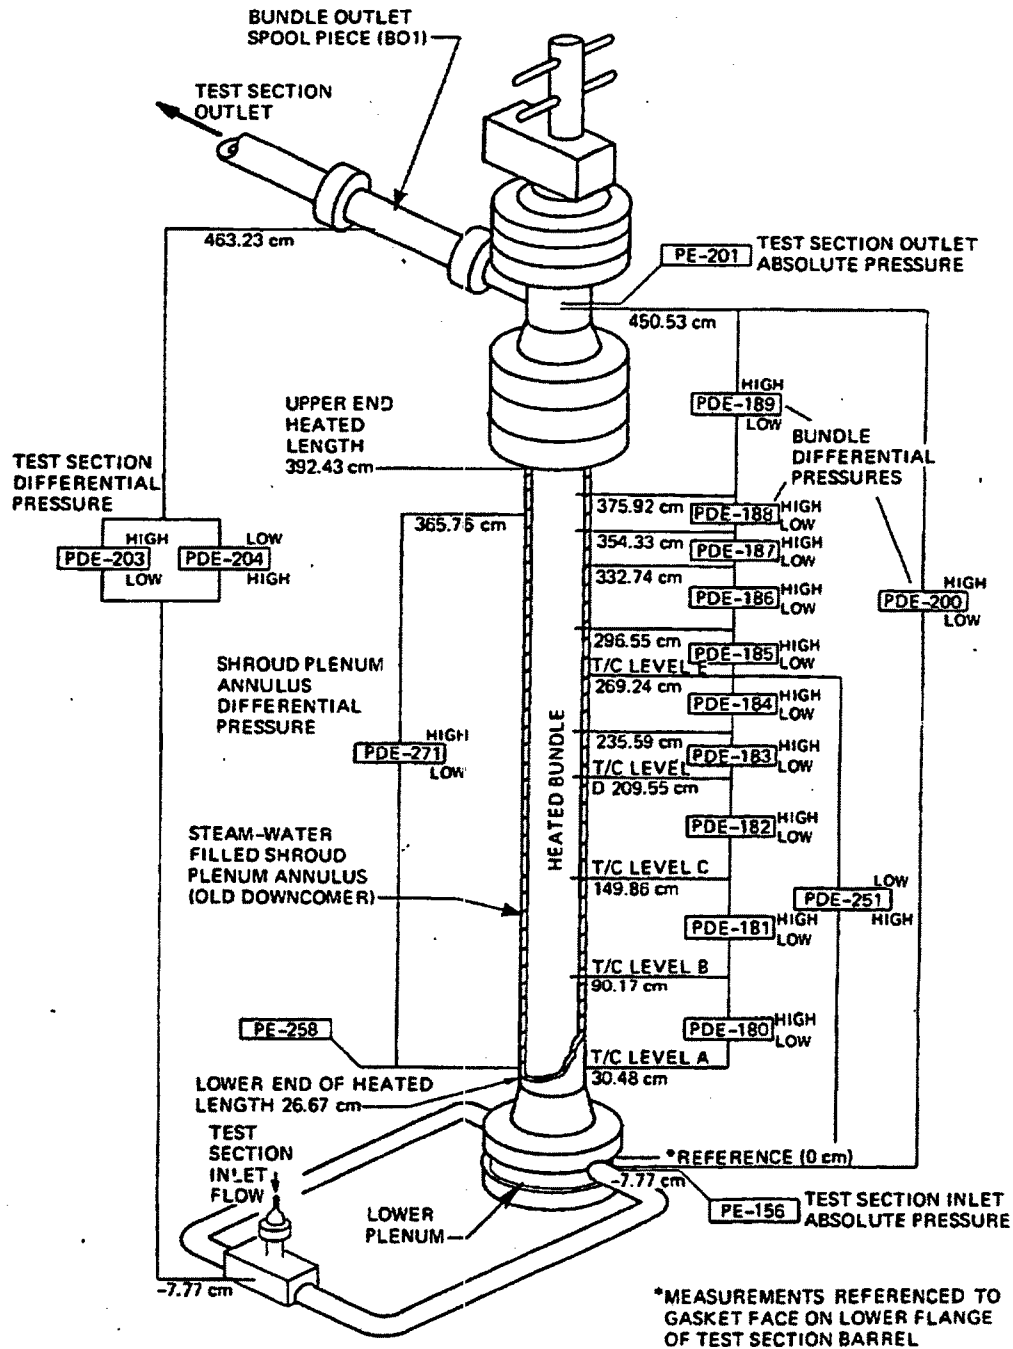 BUNDLE OUTLET
SPOOL PIECE (BO1)
TEST SECTION
OUTLET
463.23 cm
PE-201
TEST SECTION OUTLET
ABSOLUTE PRESSURE
450.53 cm
HIGH
PDE-189
LOW
BUNDLE
DIFFERENTIAL
PRESSURES
UPPER END
HEATED
LENGTH
392.43 cm
TEST SECTION
DIFFERENTIAL
PRESSURE
HIGH
PDE-203
LOW
LOW
PDE-204
HIGH
365.76 cm
375.92 cm
PDE-188
HIGH
LOW
354.33 cm
PDE-187
HIGH
LOW
332.74 cm
PDE-186
HIGH
LOW
HIGH
PDE-200
LOW
296.55 cm
PDE-185
HIGH
LOW
T/C LEVEL E
269.24 cm
PDE-184
HIGH
LOW
SHROUD PLENUM
ANNULUS
DIFFERENTIAL
PRESSURE
HIGH
PDE-271
LOW
HEATED BUNDLE
235.59 cm
PDE-183
HIGH
LOW
T/C LEVEL
D 209.55 cm
PDE-182
HIGH
LOW
STEAM-WATER
FILLED SHROUD
PLENUM ANNULUS
(OLD DOWNCOMER)
T/C LEVEL C
149.86 cm
LOW
PDE-251
HIGH
PDE-181
HIGH
LOW
T/C LEVEL B
90.17 cm
PE-258
PDE-180
HIGH
LOW
T/C LEVEL A
30.48 cm
LOWER END OF HEATED
LENGTH 26.67 cm
TEST
SECTION
INLET
FLOW
*REFERENCE (0 cm)
-7.77 cm
PE-156
TEST SECTION INLET
ABSOLUTE PRESSURE
LOWER
PLENUM
-7.77 cm
*MEASUREMENTS REFERENCED TO
GASKET FACE ON LOWER FLANGE
OF TEST SECTION BARREL